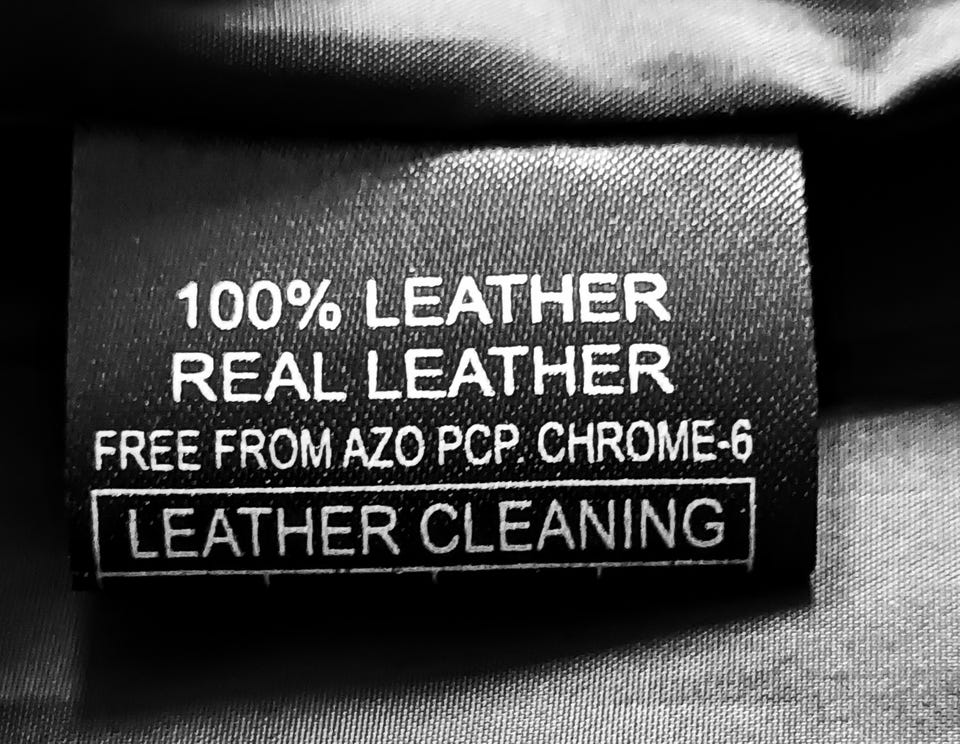 100% LEATHER
REAL LEATHER
FREE FROM AZO PCP. CHROME-6
LEATHER CLEANING